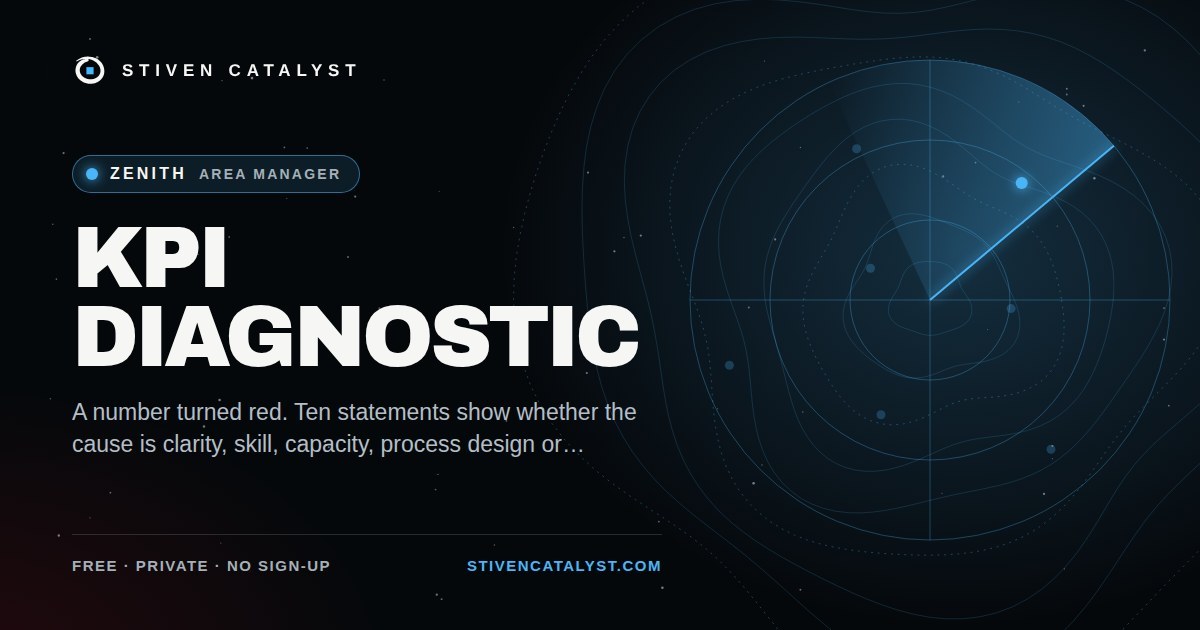 STIVEN CATALYST
ZENITH AREA MANAGER
KPI
DIAGNOSTIC
A number turned red. Ten statements show whether the
cause is clarity, skill, capacity, process design or…
FREE · PRIVATE · NO SIGN-UP
STIVENCATALYST.COM